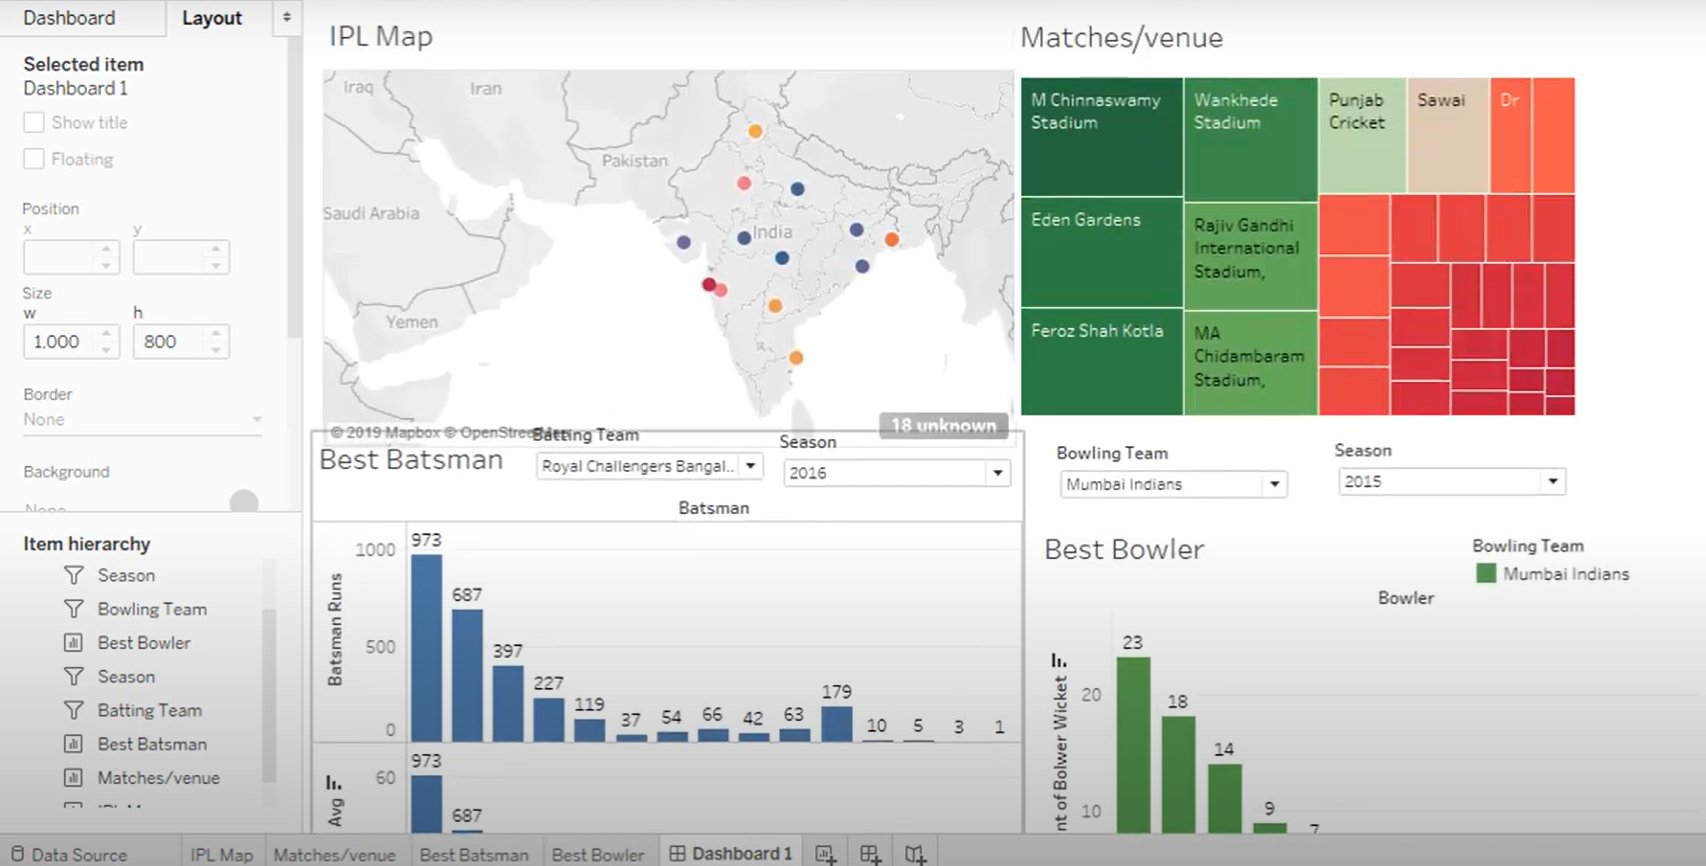 Dashboard
Layout
Selected item
Dashboard 1
Show title
Floating
Position
x
y
Size
w
h
1,000
800
Border
None
Background
None
Item hierarchy
Season
Bowling Team
Best Bowler
Season
Batting Team
Best Batsman
Matches/venue
IPL Map
Iraq
Iran
Pakistan
Saudi Arabia
India
Yemen
© 2019 Mapbox © OpenStreet
18 unknown
Matches/venue
M Chinnaswamy
Stadium
Wankhede
Stadium
Punjab
Cricket
Sawai
Dr
Eden Gardens
Rajiv Gandhi
International
Stadium,
Feroz Shah Kotla
MA
Chidambaram
Stadium,
Best Batsman
Batting Team
Royal Challengers Bangal..
Season
2016
Batsman
Batsman Runs
1000
500
0
973
687
397
227
119
37
54
66
42
63
179
10
5
3
1
Avg
60
973
687
Bowling Team
Mumbai Indians
Season
2015
Best Bowler
Bowling Team
Mumbai Indians
Bowler
nt of Bolwer Wicket
20
10
23
18
14
9
7
Data Source
IPL Map
Matches/venue
Best Batsman
Best Bowler
Dashboard 1